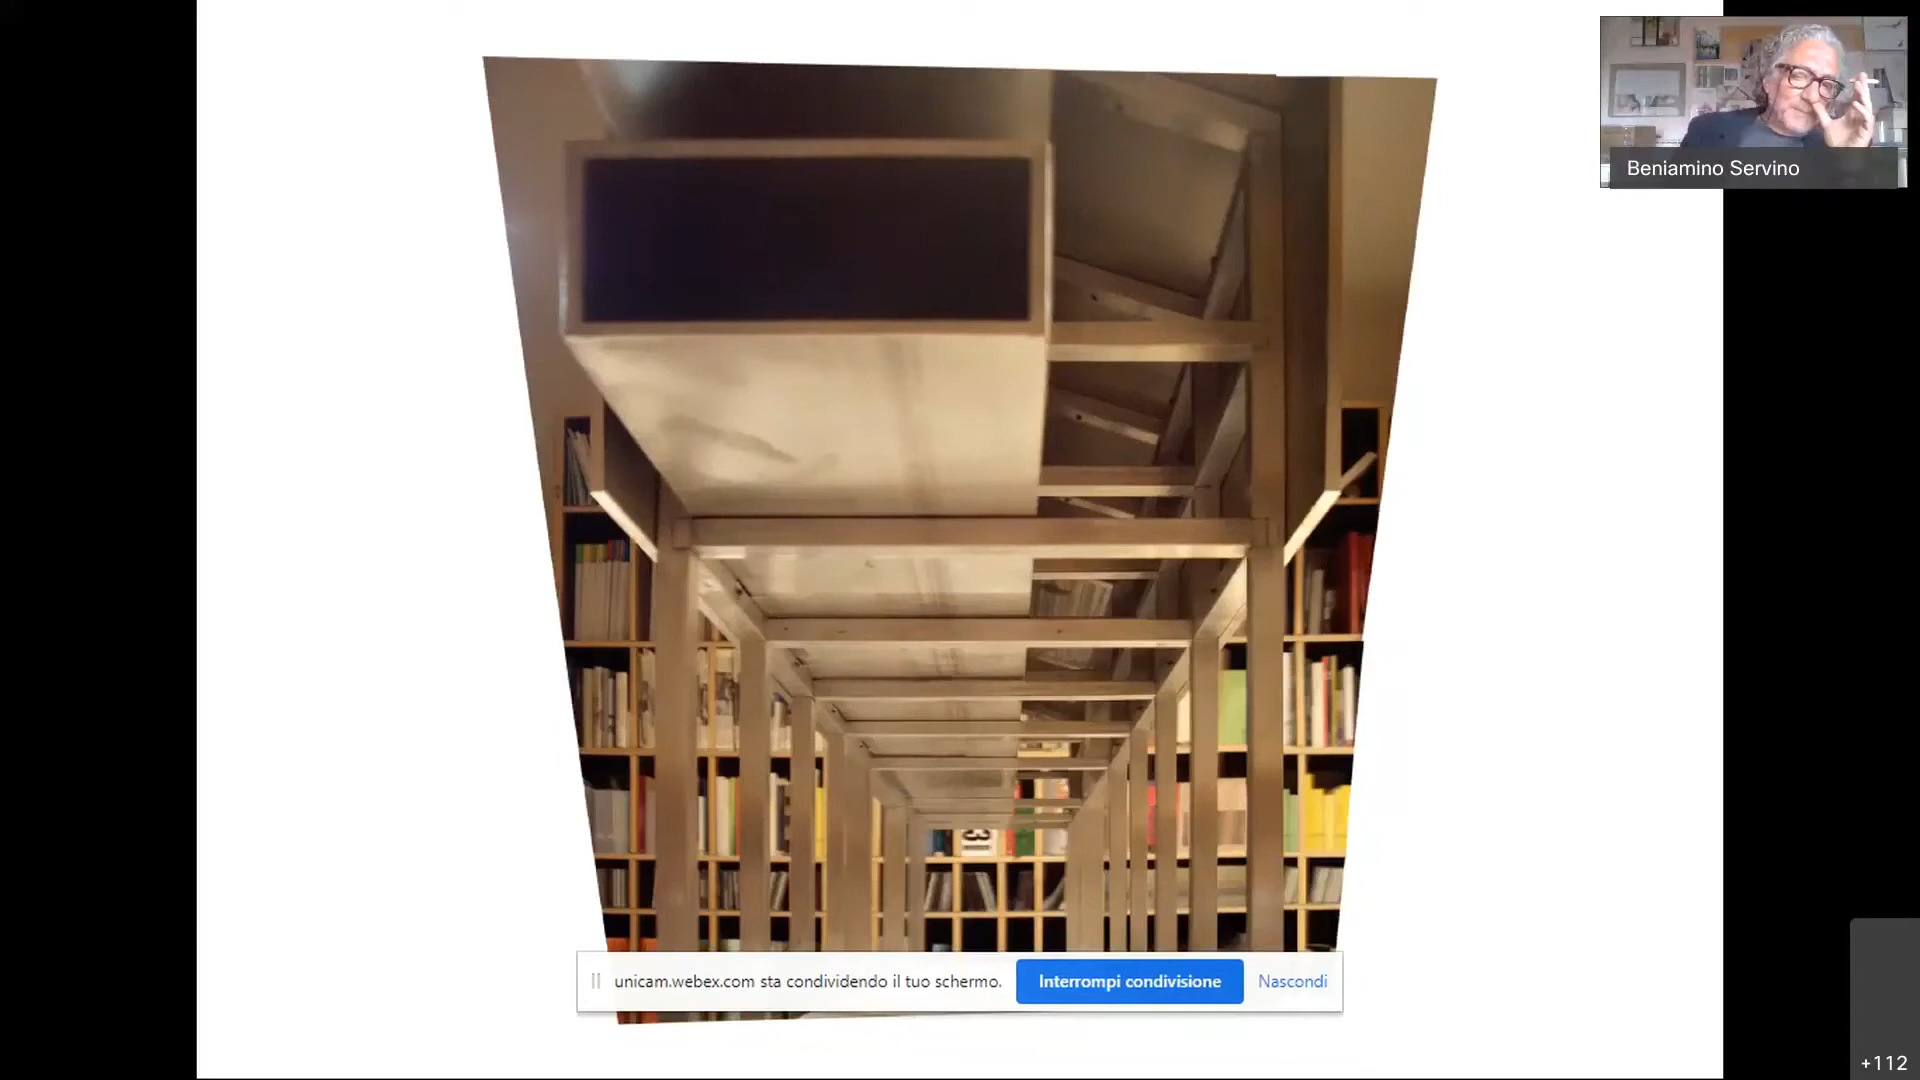 Beniamino Servino
unicam.webex.com sta condividendo il tuo schermo.
Interrompi condivisione
Nascondi
+112